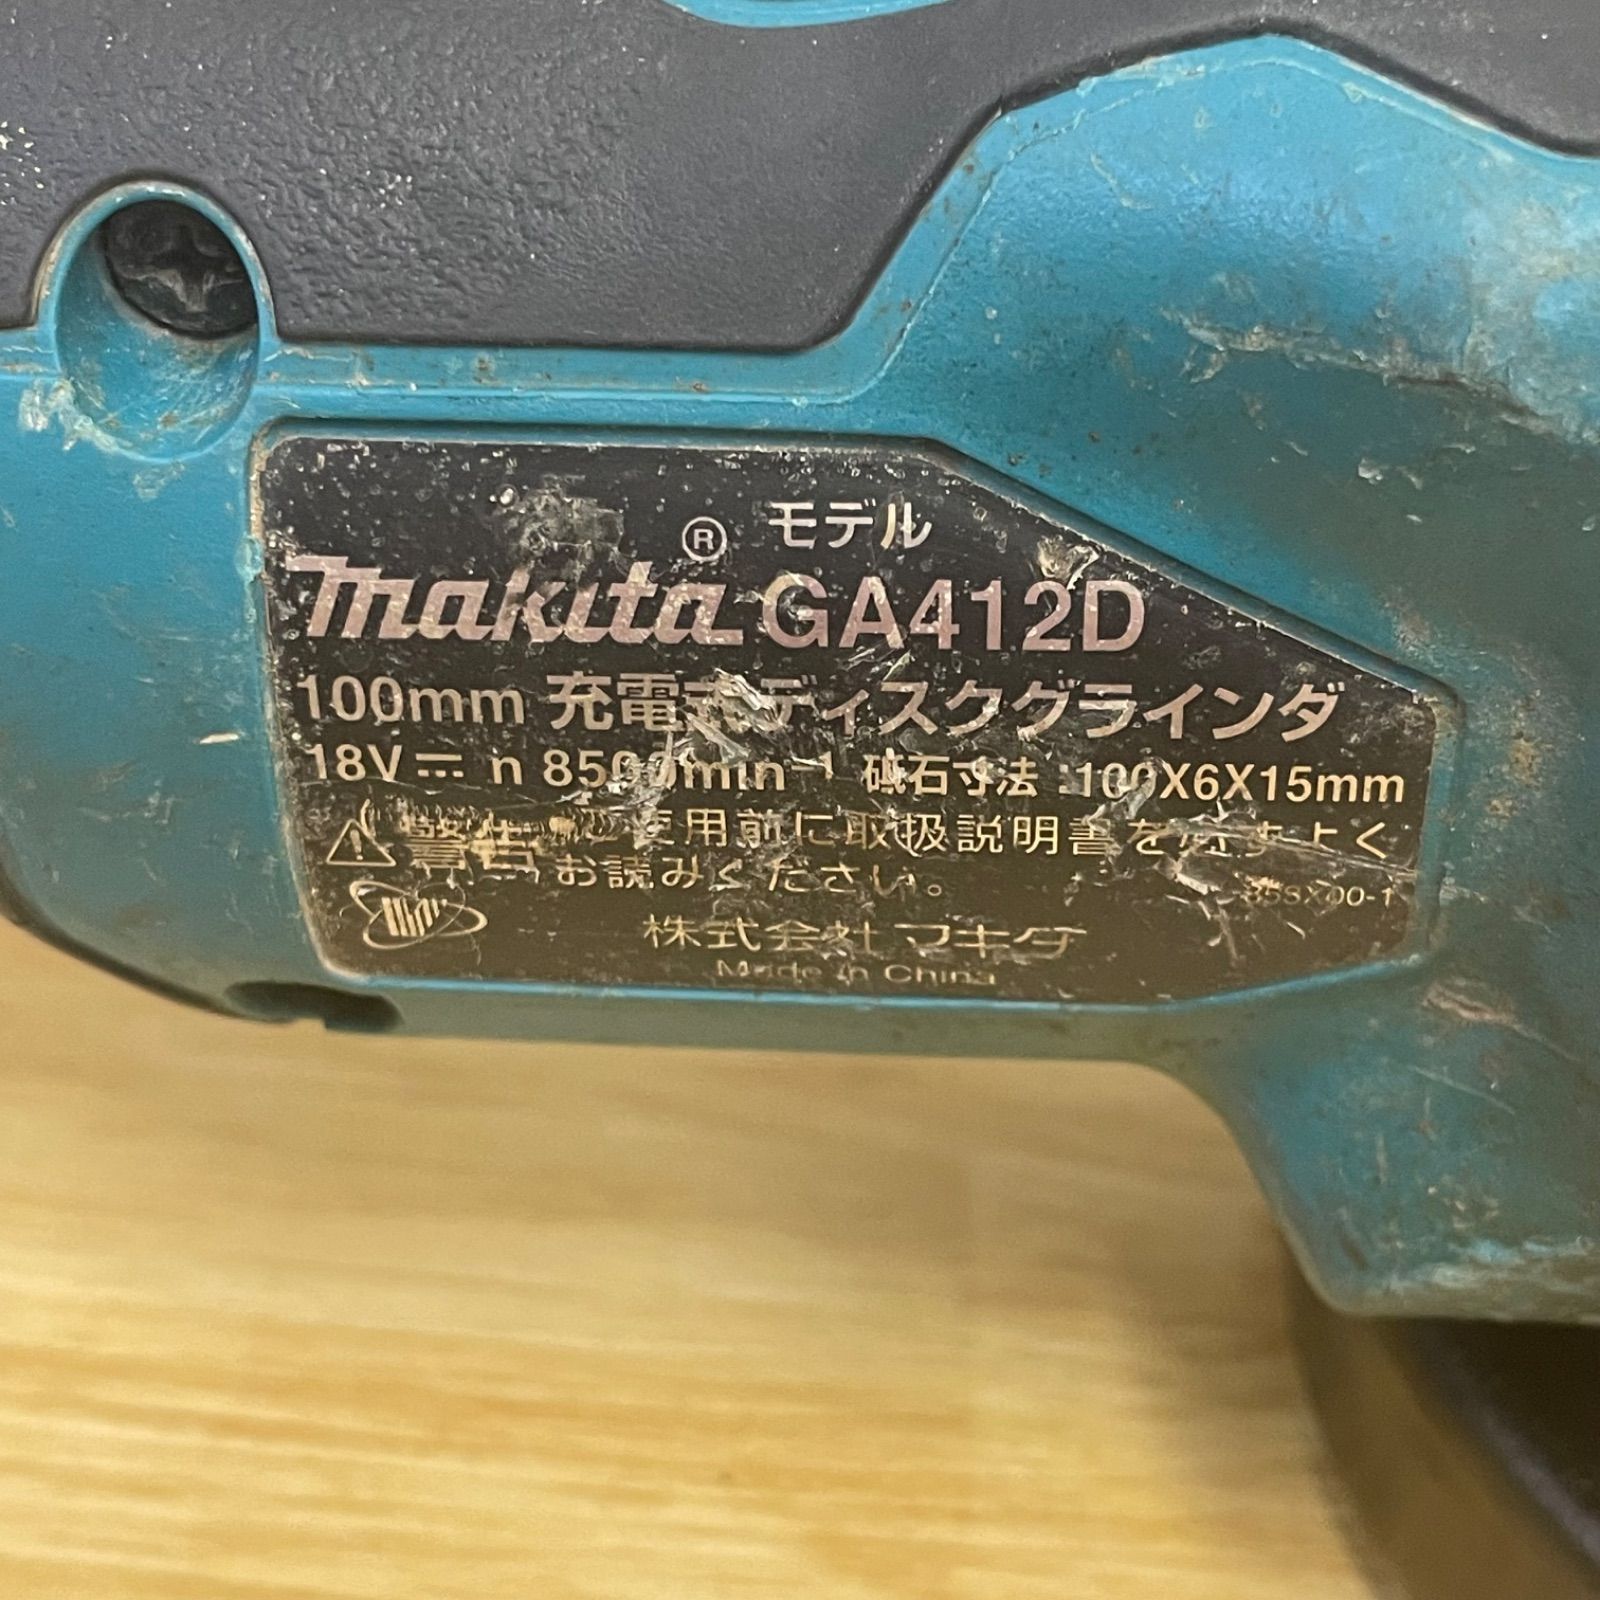 モデル
makita® GA412D
100mm 充電式ディスクグラインダ
18V n 8500min⁻¹ 砥石寸法：100X6X15mm
警告 ご使用前に取扱説明書を必ずよく
お読みください。
株式会社マキタ
Made in China